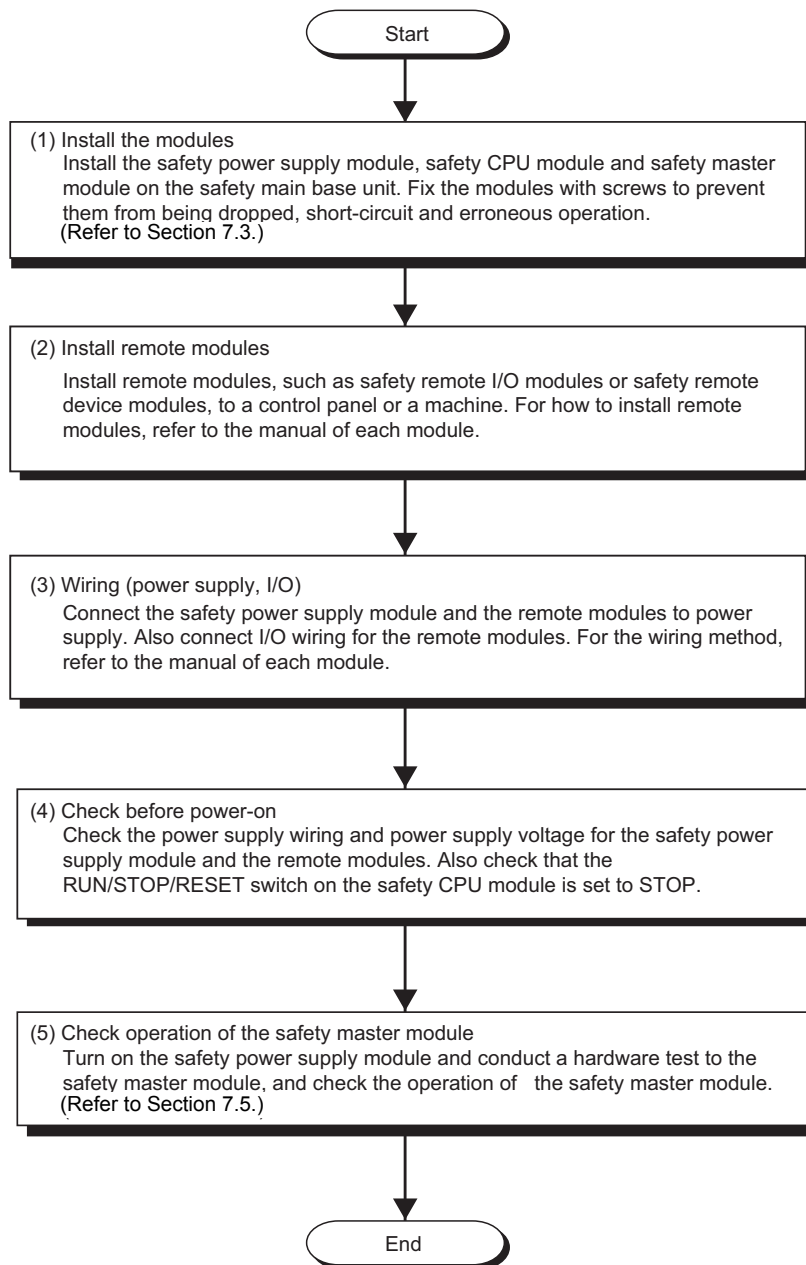 Start
(1) Install the modules
Install the safety power supply module, safety CPU module and safety master
module on the safety main base unit. Fix the modules with screws to prevent
them from being dropped, short-circuit and erroneous operation.
(Refer to Section 7.3.)
(2) Install remote modules
Install remote modules, such as safety remote I/O modules or safety remote
device modules, to a control panel or a machine. For how to install remote
modules, refer to the manual of each module.
(3) Wiring (power supply, I/O)
Connect the safety power supply module and the remote modules to power
supply. Also connect I/O wiring for the remote modules. For the wiring method,
refer to the manual of each module.
(4) Check before power-on
Check the power supply wiring and power supply voltage for the safety power
supply module and the remote modules. Also check that the
RUN/STOP/RESET switch on the safety CPU module is set to STOP.
(5) Check operation of the safety master module
Turn on the safety power supply module and conduct a hardware test to the
safety master module, and check the operation of the safety master module.
(Refer to Section 7.5.)
End